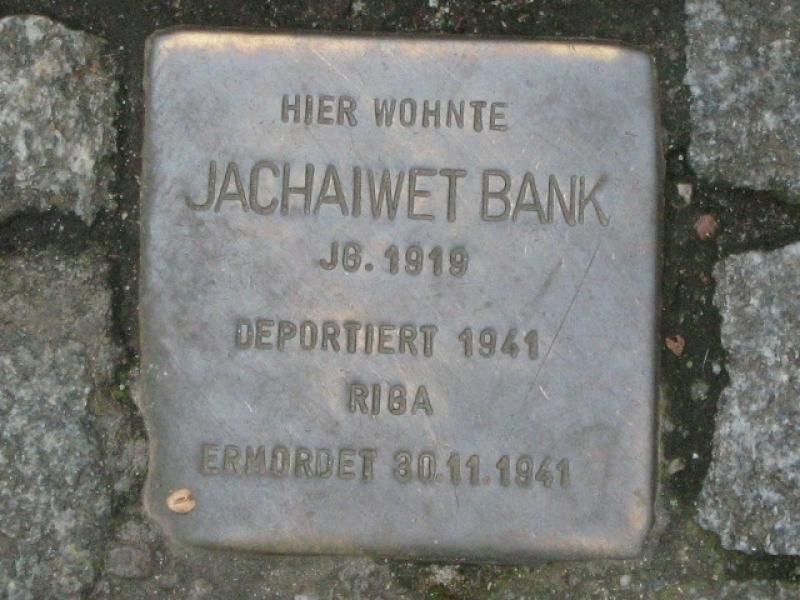 HIER WOHNTE
JACHAIWET BANK
JG. 1919
DEPORTIERT 1941
RIGA
ERMORDET 30.11.1941